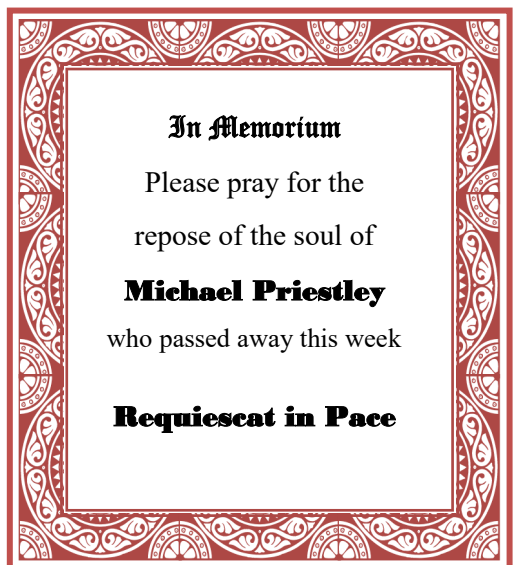 In Memorium
Please pray for the
repose of the soul of
Michael Priestley
who passed away this week
Requiescat in Pace